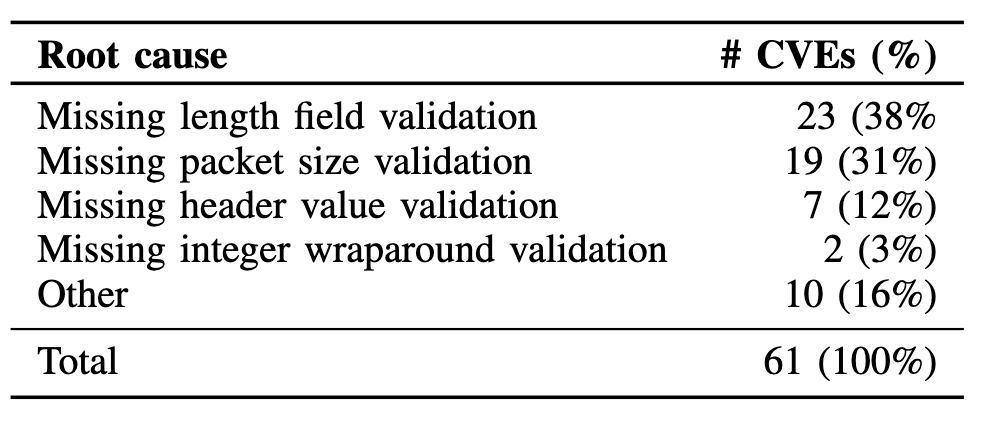 Root cause # CVEs (%)
Missing length field validation 23 (38%
Missing packet size validation 19 (31%)
Missing header value validation 7 (12%)
Missing integer wraparound validation 2 (3%)
Other 10 (16%)
Total 61 (100%)